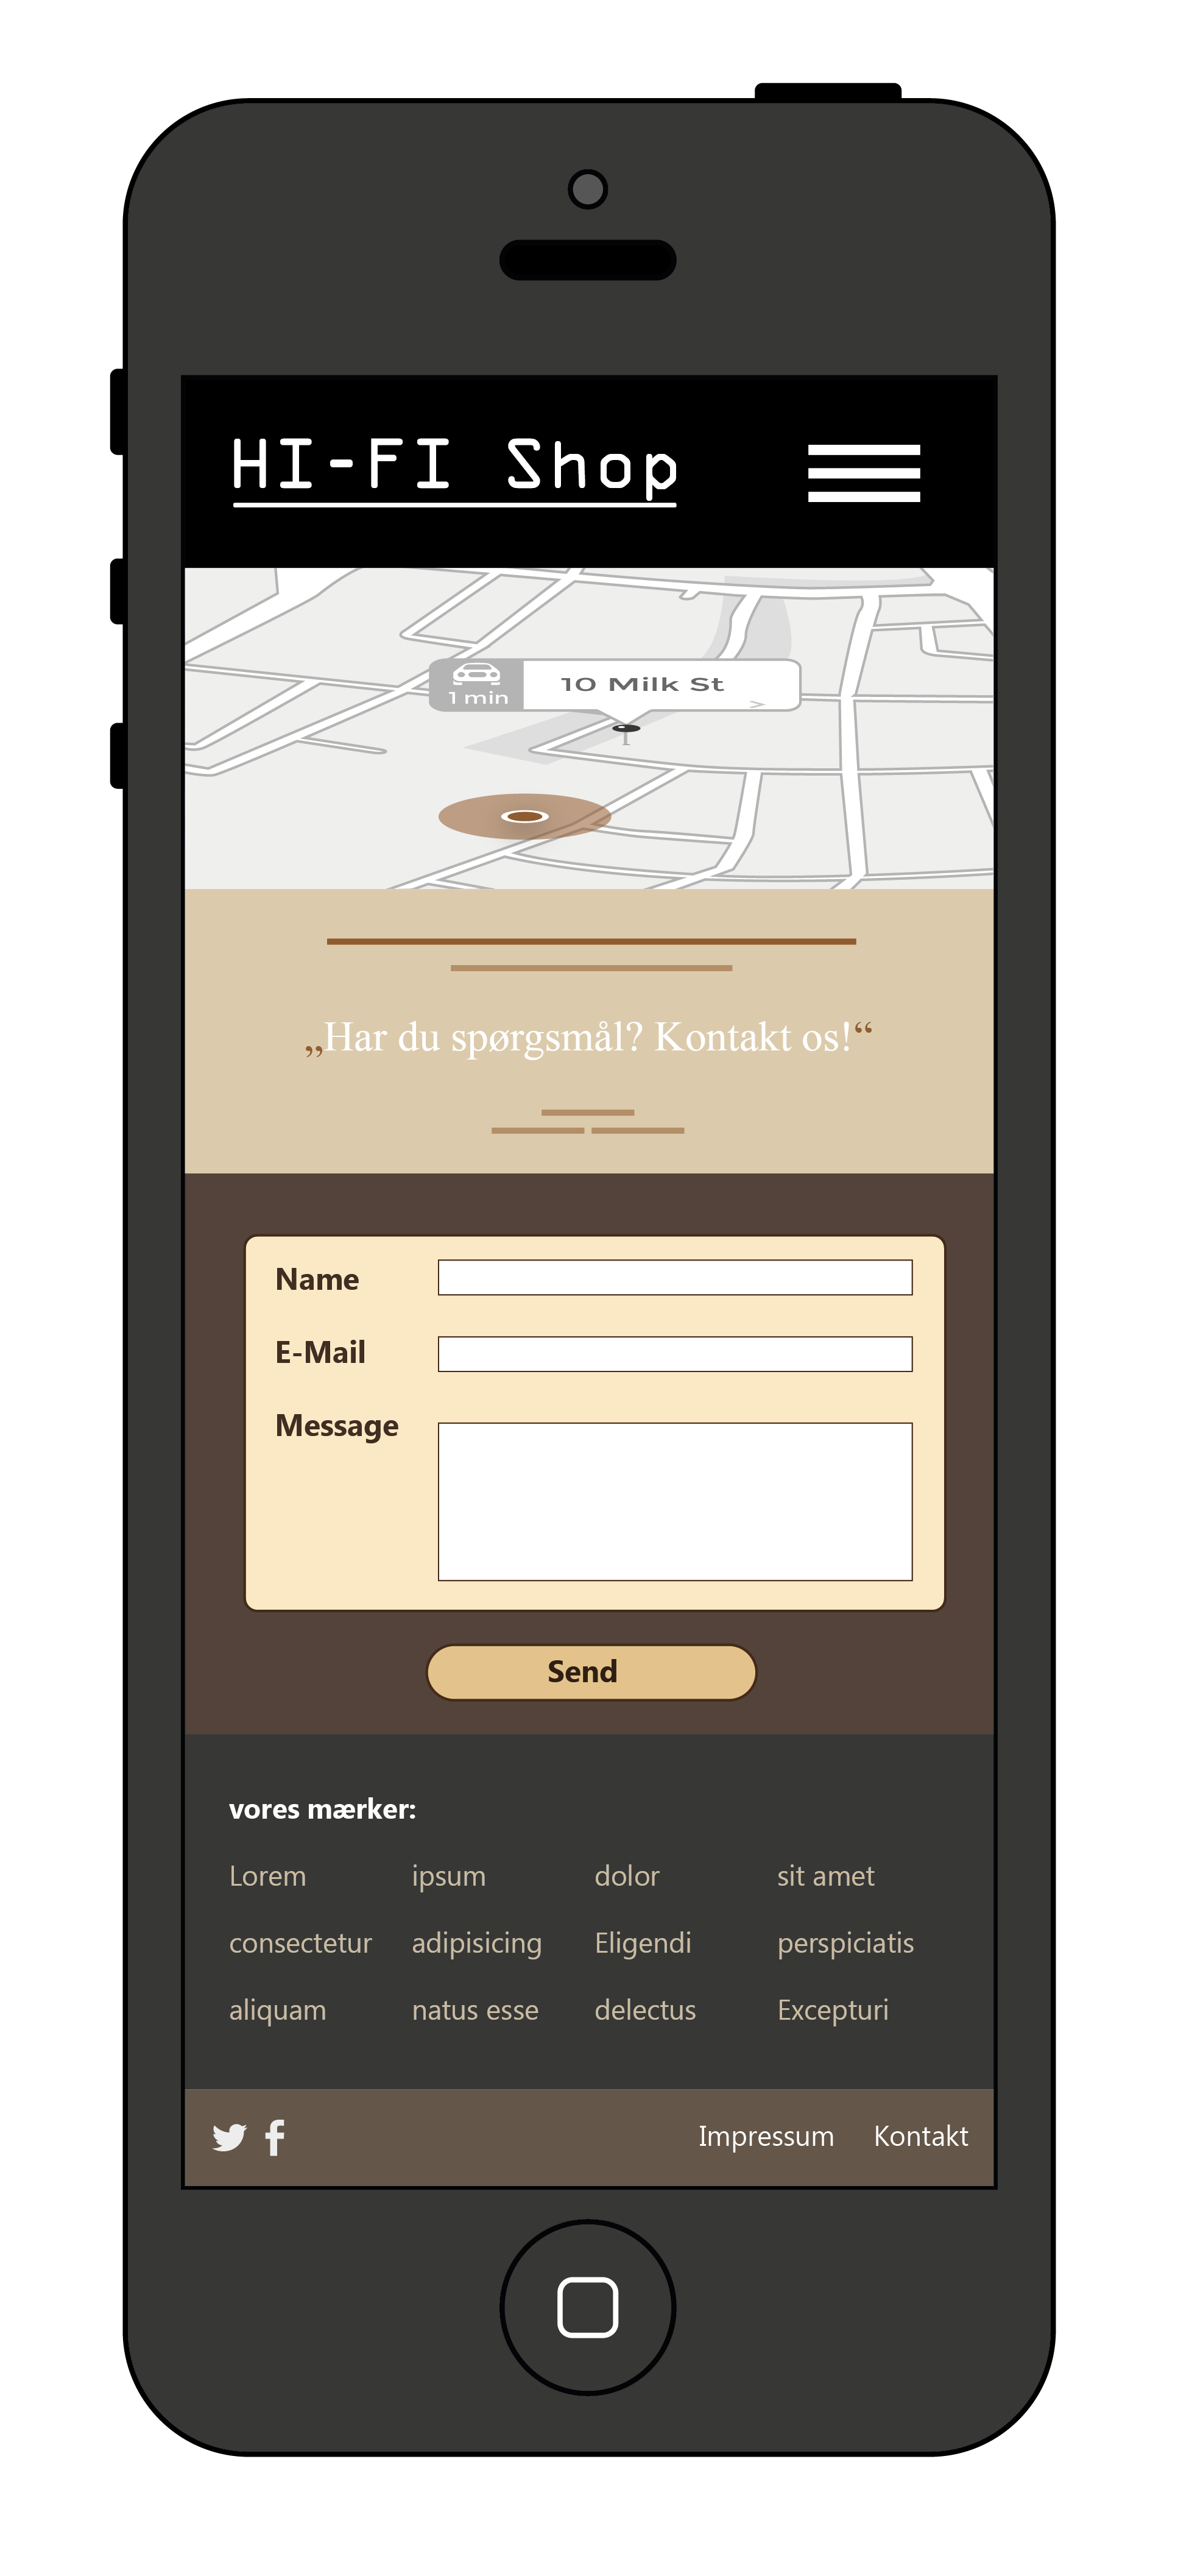 HI-FI Shop
1 min
10 Milk St
„Har du spørgsmål? Kontakt os!“
Name
E-Mail
Message
Send
vores mærker:
Lorem ipsum dolor sit amet
consectetur adipisicing Eligendi perspiciatis
aliquam natus esse delectus Excepturi
Impressum Kontakt